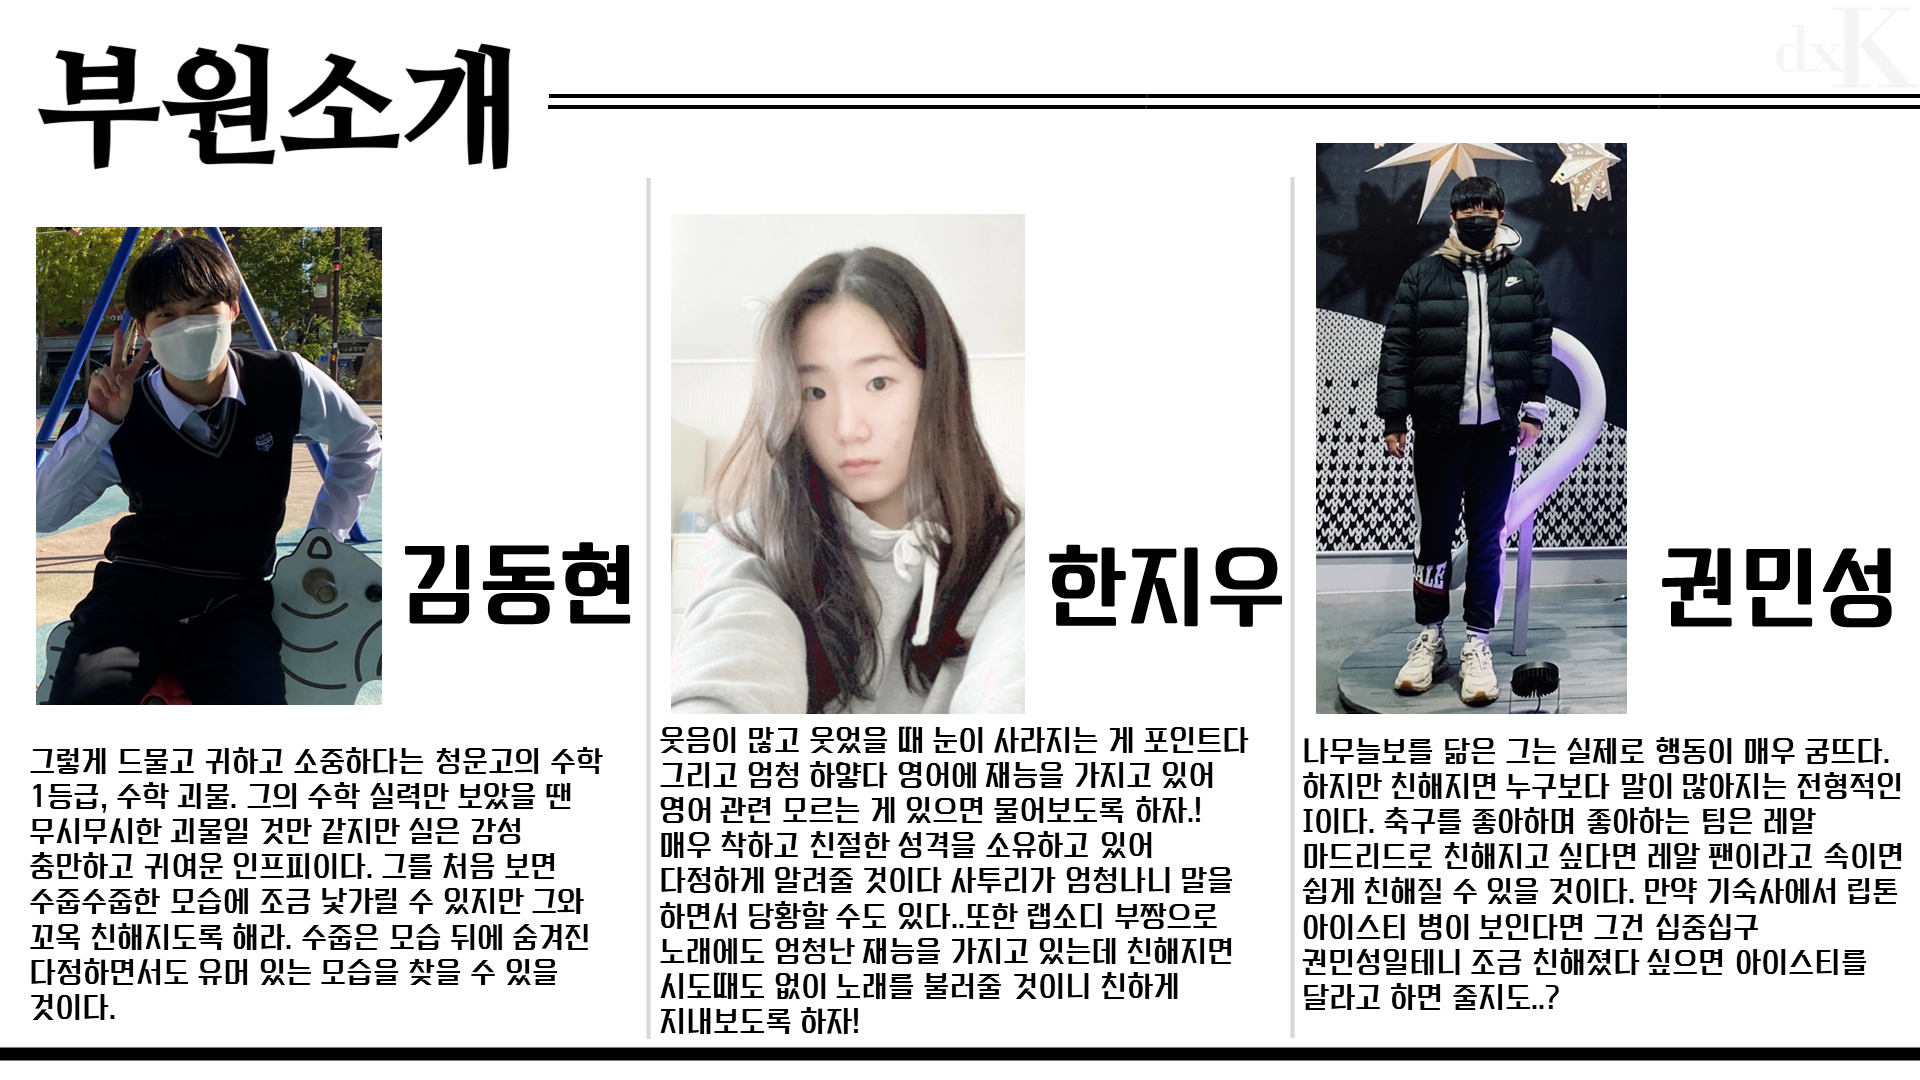 부원소개
dxK
김동현
그렇게 드물고 귀하고 소중하다는 청운고의 수학
1등급, 수학 괴물. 그의 수학 실력만 보았을 땐
무시무시한 괴물일 것만 같지만 실은 감성
충만하고 귀여운 인프피이다. 그를 처음 보면
수줍수줍한 모습에 조금 낯가릴 수 있지만 그와
꼬옥 친해지도록 해라. 수줍은 모습 뒤에 숨겨진
다정하면서도 유머 있는 모습을 찾을 수 있을
것이다.
한지우
웃음이 많고 웃었을 때 눈이 사라지는 게 포인트다
그리고 엄청 하얗다 영어에 재능을 가지고 있어
영어 관련 모르는 게 있으면 물어보도록 하자.!
매우 착하고 친절한 성격을 소유하고 있어
다정하게 알려줄 것이다 사투리가 엄청나니 말을
하면서 당황할 수도 있다..또한 랩소디 부짱으로
노래에도 엄청난 재능을 가지고 있는데 친해지면
시도때도 없이 노래를 불러줄 것이니 친하게
지내보도록 하자!
권민성
나무늘보를 닮은 그는 실제로 행동이 매우 굼뜨다.
하지만 친해지면 누구보다 말이 많아지는 전형적인
I이다. 축구를 좋아하며 좋아하는 팀은 레알
마드리드로 친해지고 싶다면 레알 팬이라고 속이면
쉽게 친해질 수 있을 것이다. 만약 기숙사에서 립톤
아이스티 병이 보인다면 그건 십중십구
권민성일테니 조금 친해졌다 싶으면 아이스티를
달라고 하면 줄지도..?